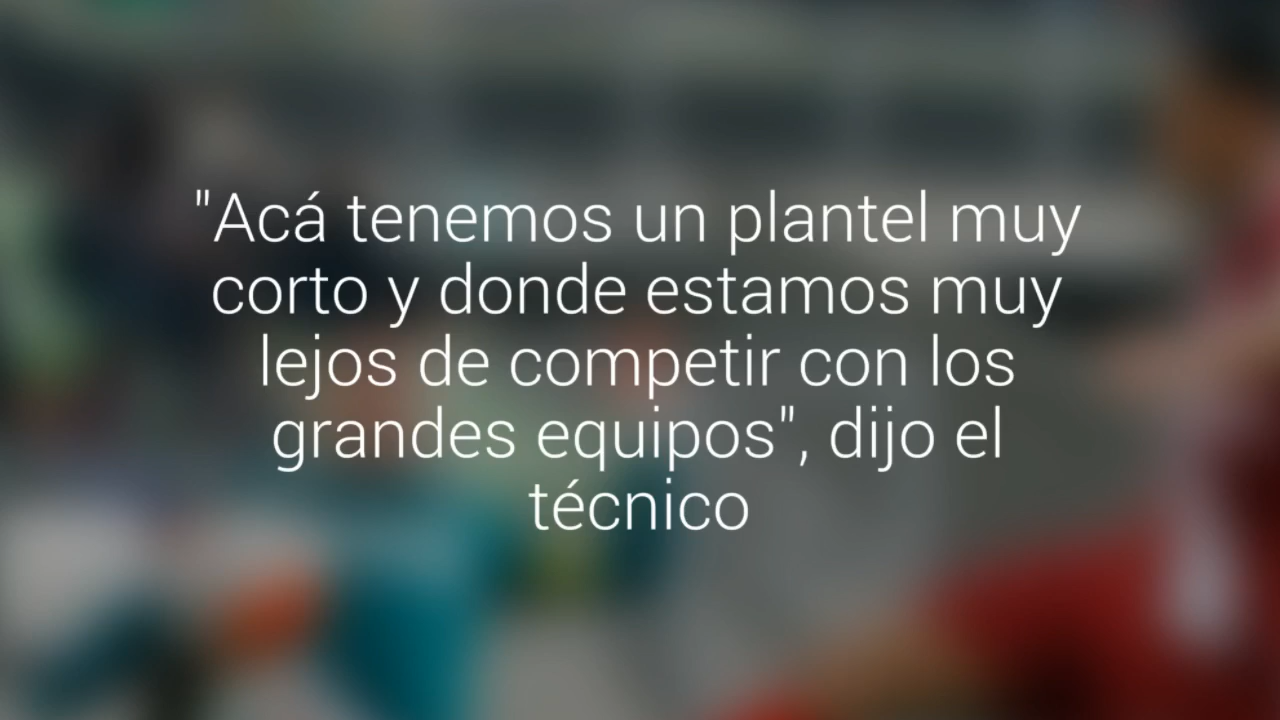 "Acá tenemos un plantel muy
corto y donde estamos muy
lejos de competir con los
grandes equipos", dijo el
técnico